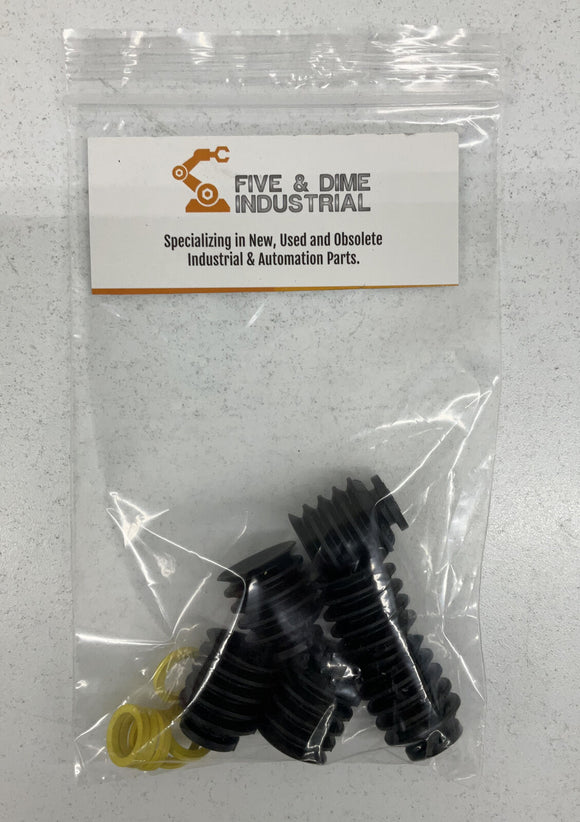 FIVE & DIME
INDUSTRIAL
Specializing in New, Used and Obsolete
Industrial & Automation Parts.